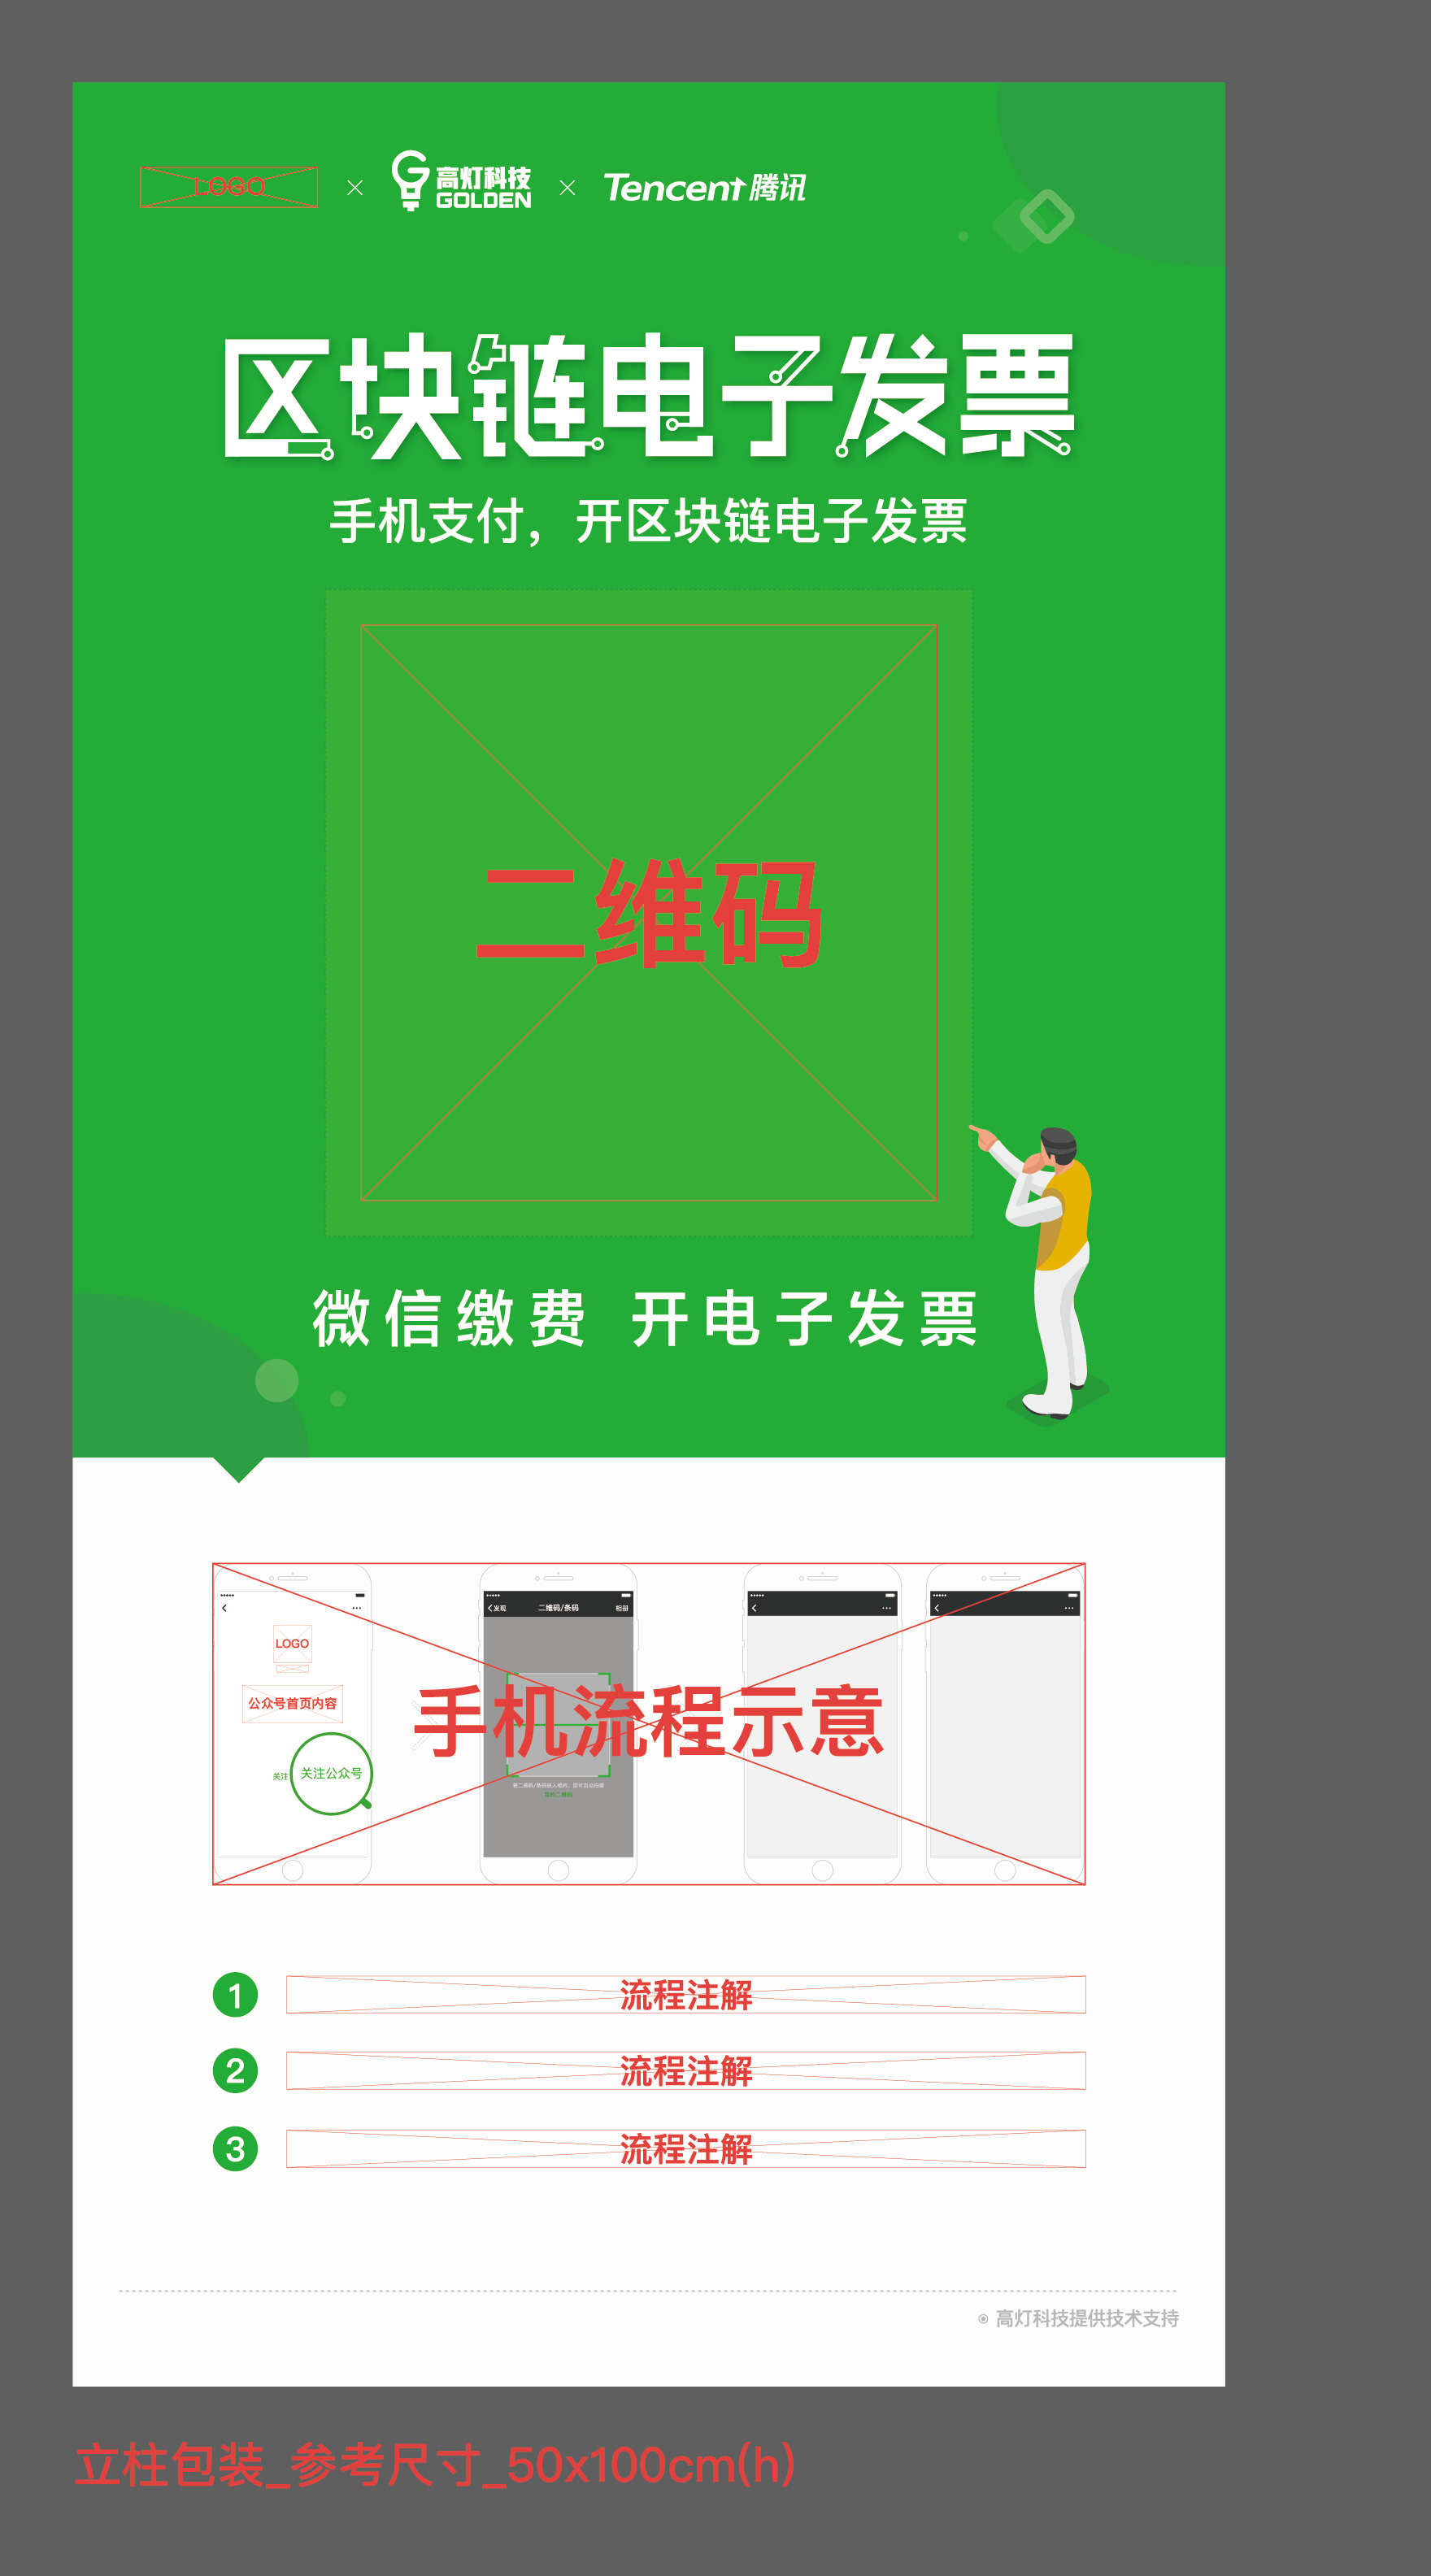 LOGO × 高灯科技 GOLDEN × Tencent 腾讯
区块链电子发票
手机支付，开区块链电子发票
二维码
微信缴费 开电子发票
发现 二维码/条码 相册
LOGO
公众号首页内容
手机流程示意
关注 关注公众号
我的二维码
1 流程注解
2 流程注解
3 流程注解
高灯科技提供技术支持
立柱包装_参考尺寸_50x100cm(h)